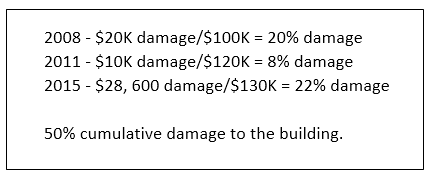 2008 - $20K damage/$100K = 20% damage
2011 - $10K damage/$120K = 8% damage
2015 - $28, 600 damage/$130K = 22% damage
50% cumulative damage to the building.